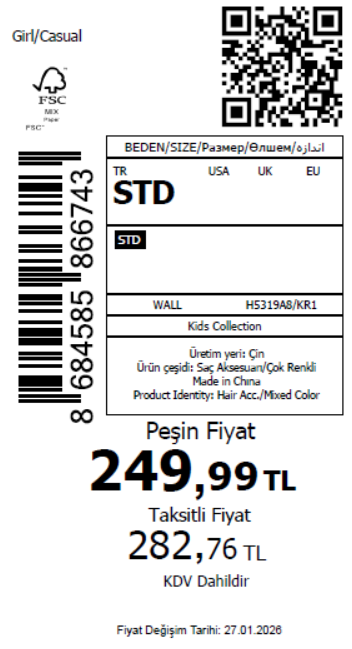 Girl/Casual
FSC
MIX
Paper
FSC™
8 684585 866743
BEDEN/SIZE/Размер/Өлшем/اندازه
TR USA UK EU
STD
STD
WALL H5319A8/KR1
Kids Collection
Üretim yeri: Çin
Ürün çeşidi: Saç Aksesuarı/Çok Renkli
Made in China
Product Identity: Hair Acc./Mixed Color
Peşin Fiyat
249,99 TL
Taksitli Fiyat
282,76 TL
KDV Dahildir
Fiyat Değişim Tarihi: 27.01.2026